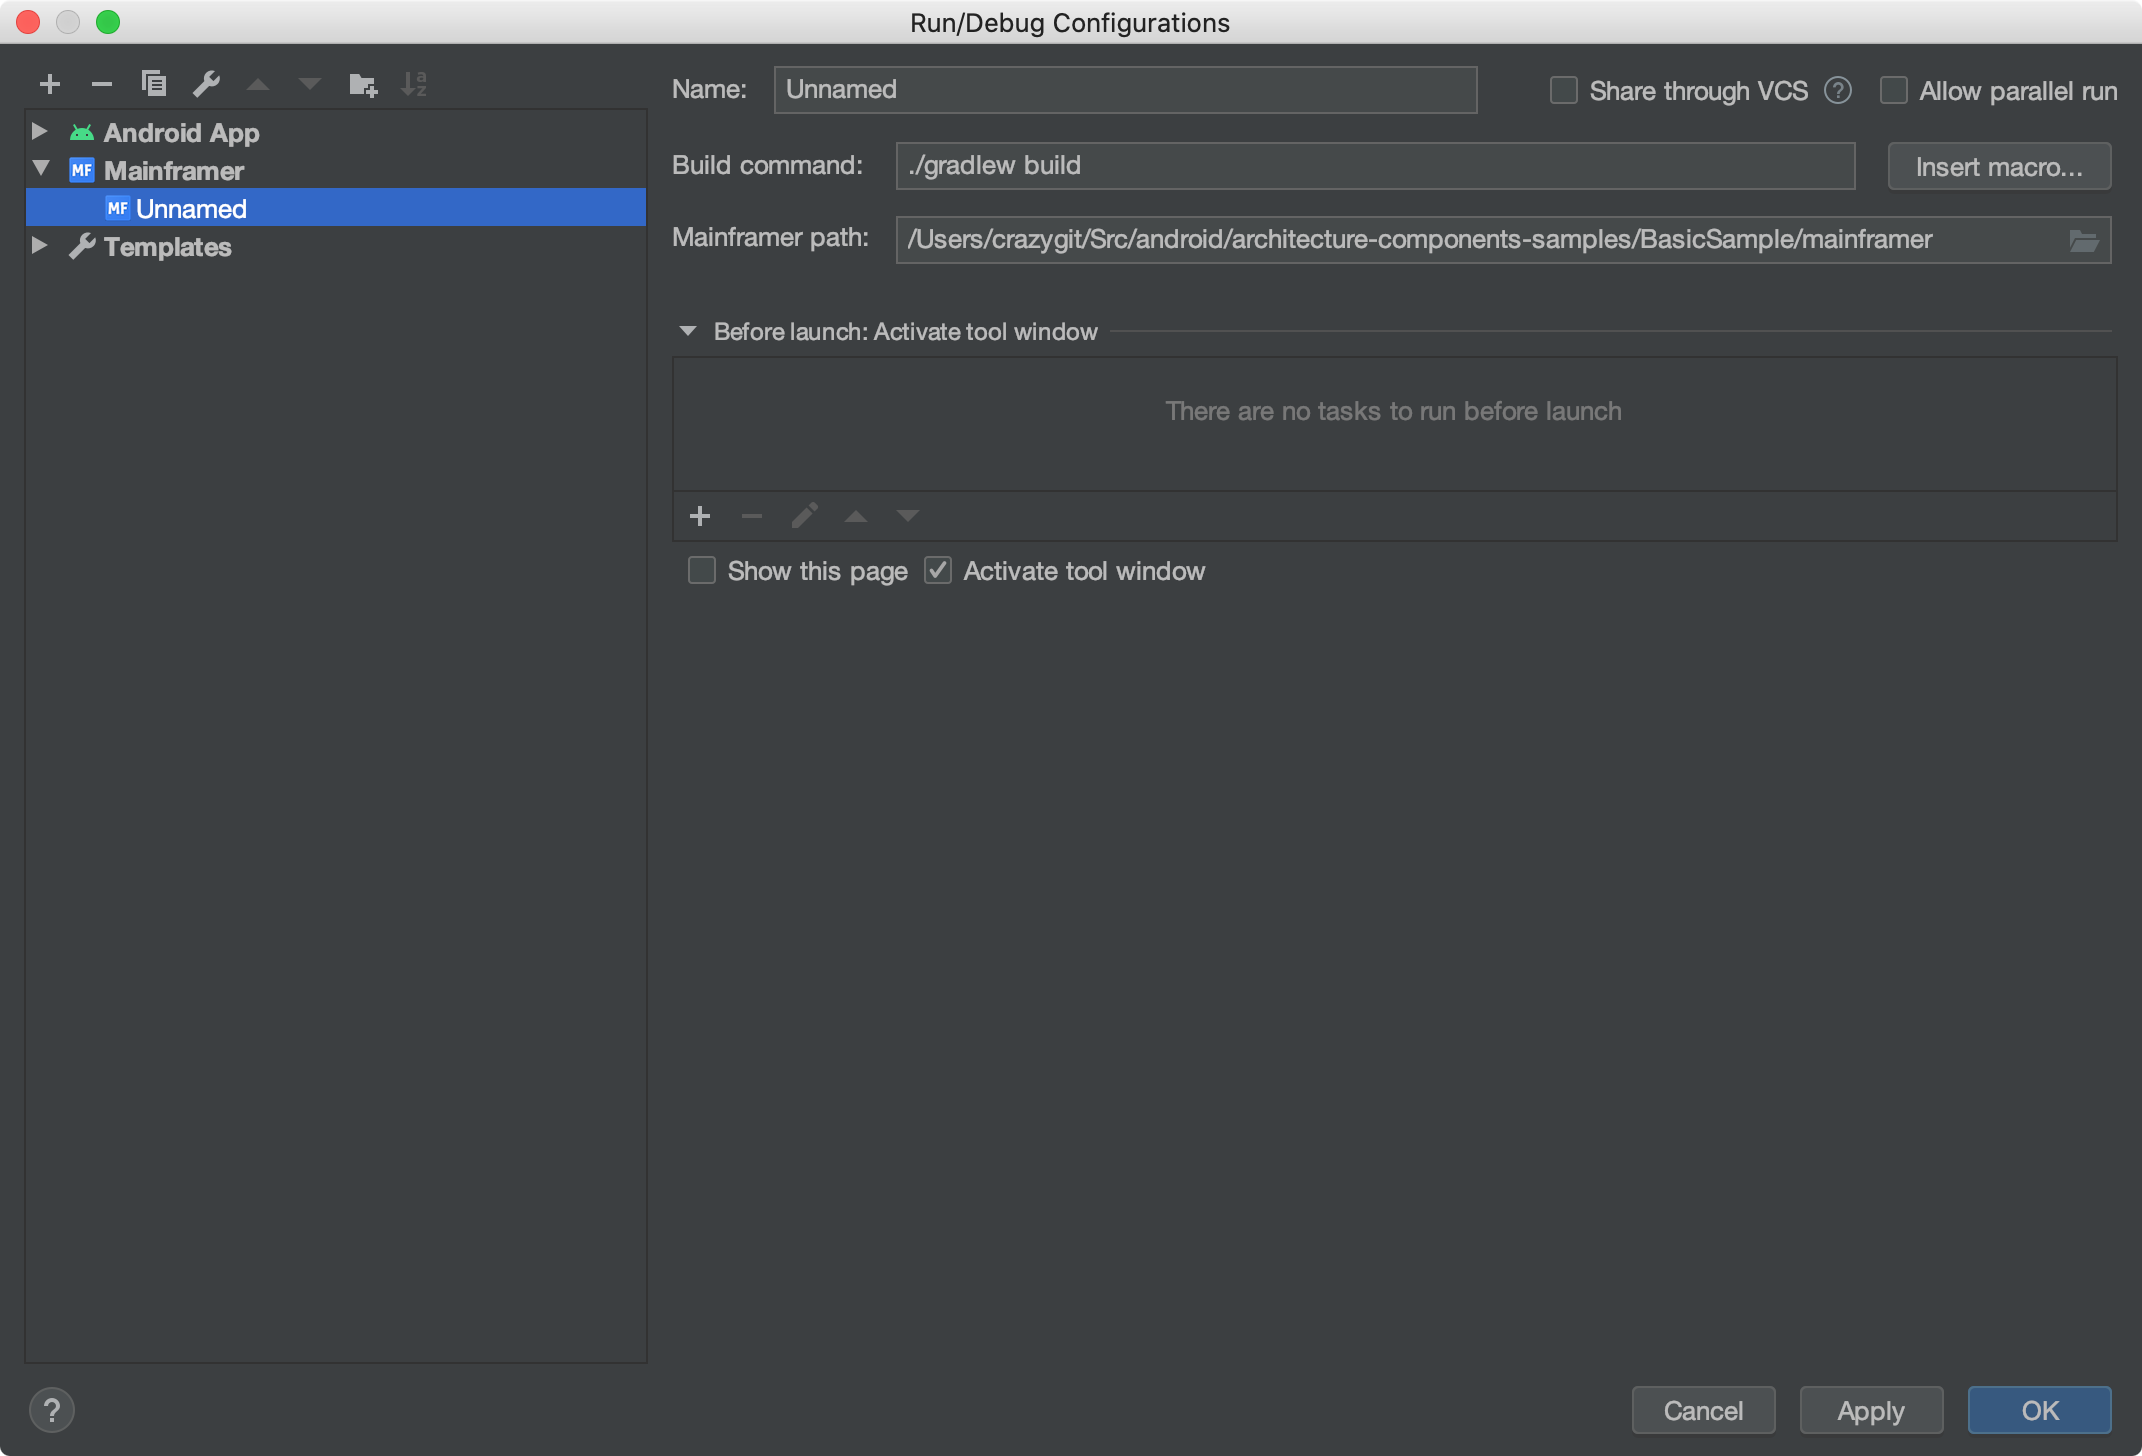 Run/Debug Configurations
Name: Unnamed Share through VCS ? Allow parallel run
Android App
MF Mainframer
MF Unnamed
Templates
Build command: ./gradlew build Insert macro...
Mainframer path: /Users/crazygit/Src/android/architecture-components-samples/BasicSample/mainframer
Before launch: Activate tool window
There are no tasks to run before launch
Show this page Activate tool window
? Cancel Apply OK